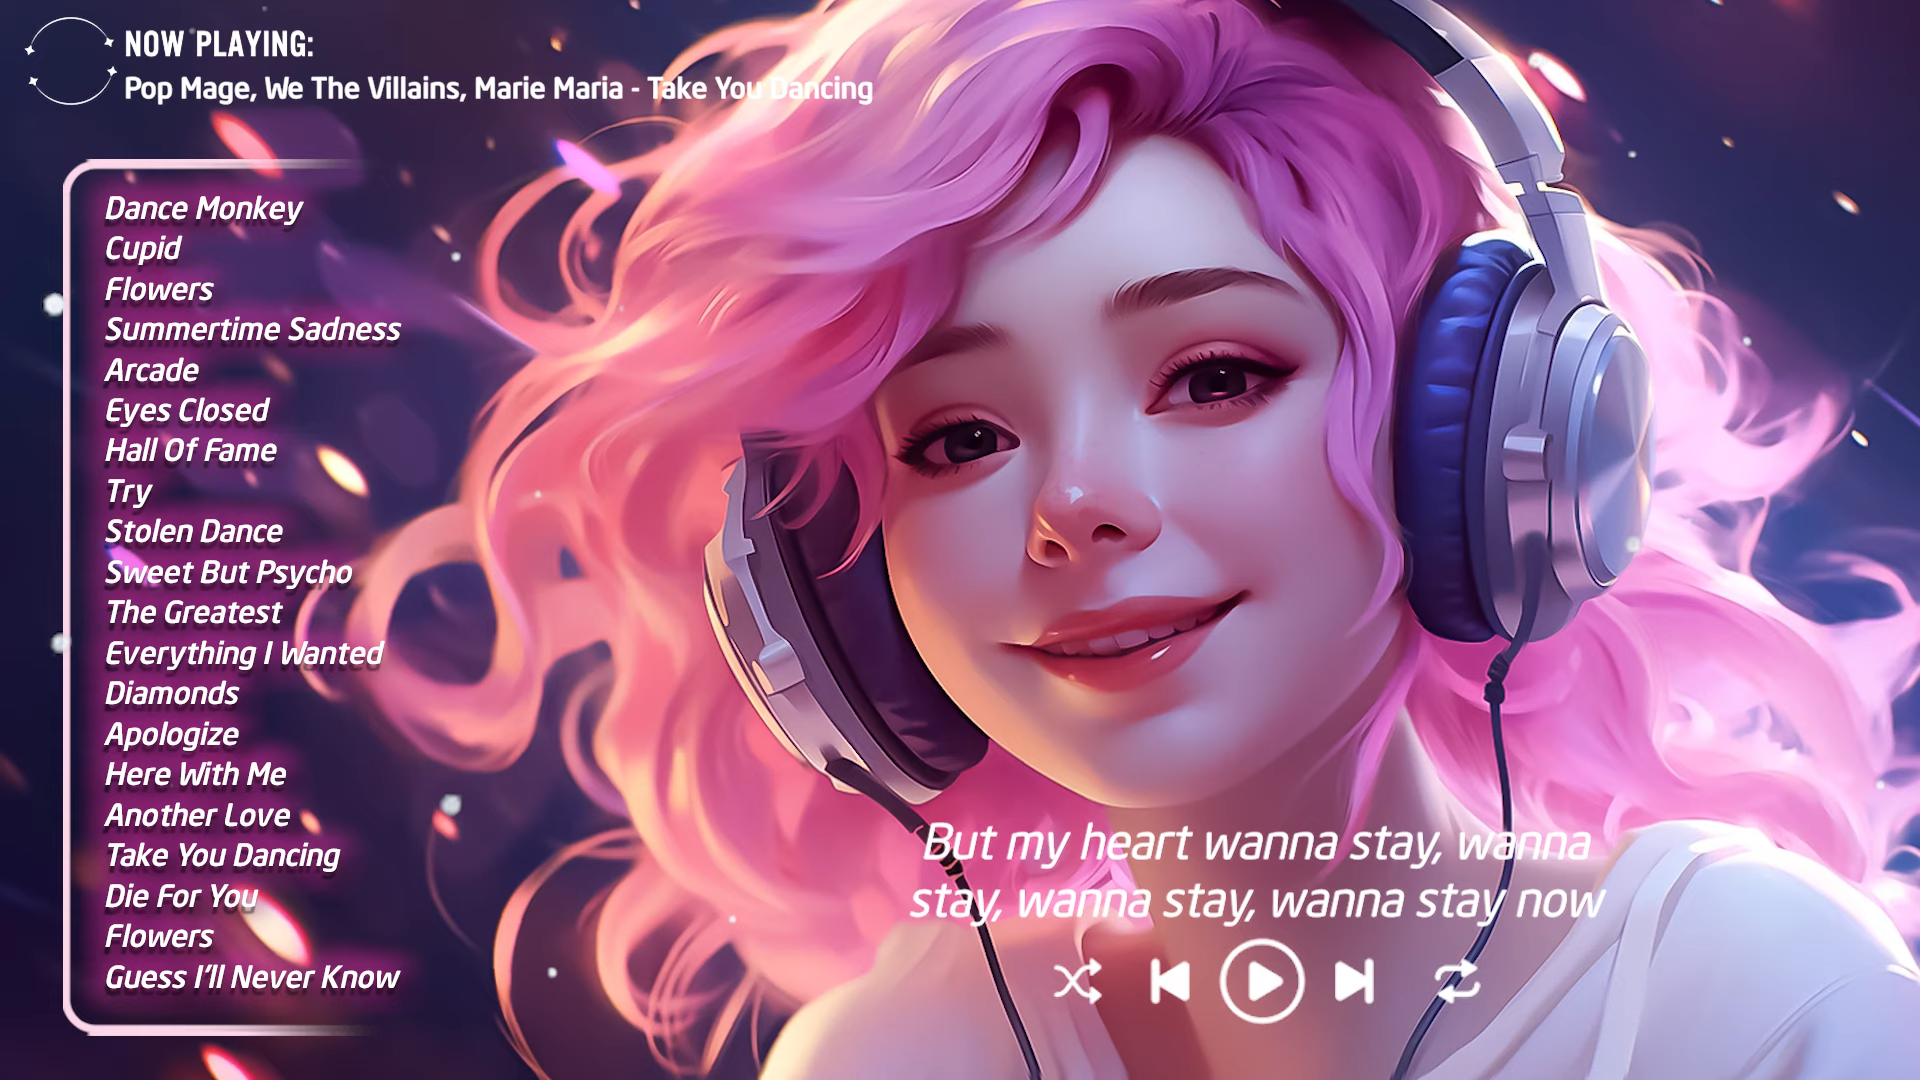 NOW PLAYING:
Pop Mage, We The Villains, Marie Maria - Take You Dancing
Dance Monkey
Cupid
Flowers
Summertime Sadness
Arcade
Eyes Closed
Hall Of Fame
Try
Stolen Dance
Sweet But Psycho
The Greatest
Everything I Wanted
Diamonds
Apologize
Here With Me
Another Love
Take You Dancing
Die For You
Flowers
Guess I'll Never Know
But my heart wanna stay, wanna
stay, wanna stay, wanna stay now